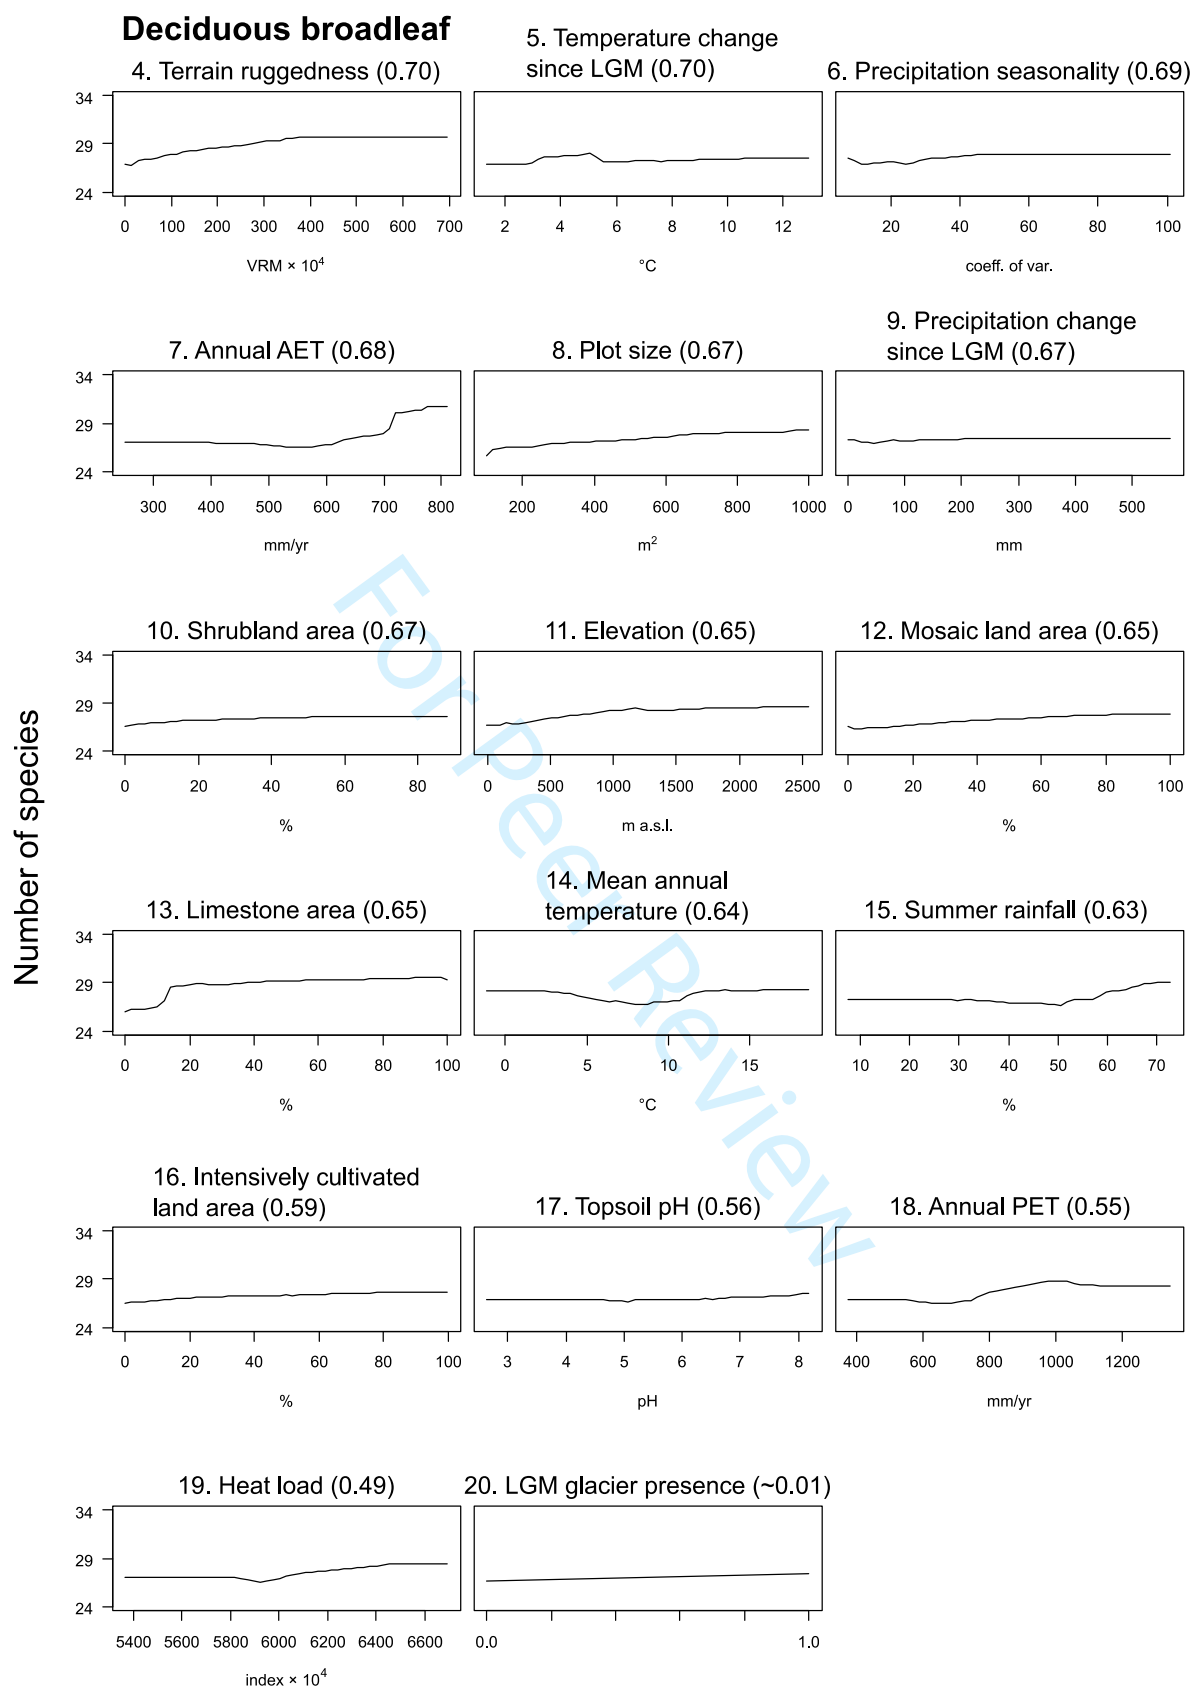 Deciduous broadleaf
4. Terrain ruggedness (0.70)
5. Temperature change
since LGM (0.70)
6. Precipitation seasonality (0.69)
34
29
24
0 100 200 300 400 500 600 700
2 4 6 8 10 12
20 40 60 80 100
VRM × 10⁴
°C
coeff. of var.
7. Annual AET (0.68)
8. Plot size (0.67)
9. Precipitation change
since LGM (0.67)
34
29
24
300 400 500 600 700 800
200 400 600 800 1000
0 100 200 300 400 500
mm/yr
m²
mm
10. Shrubland area (0.67)
11. Elevation (0.65)
12. Mosaic land area (0.65)
34
29
24
0 20 40 60 80
0 500 1000 1500 2000 2500
0 20 40 60 80 100
%
m a.s.l.
%
Number of species
13. Limestone area (0.65)
14. Mean annual
temperature (0.64)
15. Summer rainfall (0.63)
34
29
24
0 20 40 60 80 100
0 5 10 15
10 20 30 40 50 60 70
%
°C
%
16. Intensively cultivated
land area (0.59)
17. Topsoil pH (0.56)
18. Annual PET (0.55)
34
29
24
0 20 40 60 80 100
3 4 5 6 7 8
400 600 800 1000 1200
%
pH
mm/yr
19. Heat load (0.49)
20. LGM glacier presence (~0.01)
34
29
24
5400 5600 5800 6000 6200 6400 6600
0.0 1.0
index × 10⁴
For Peer Review